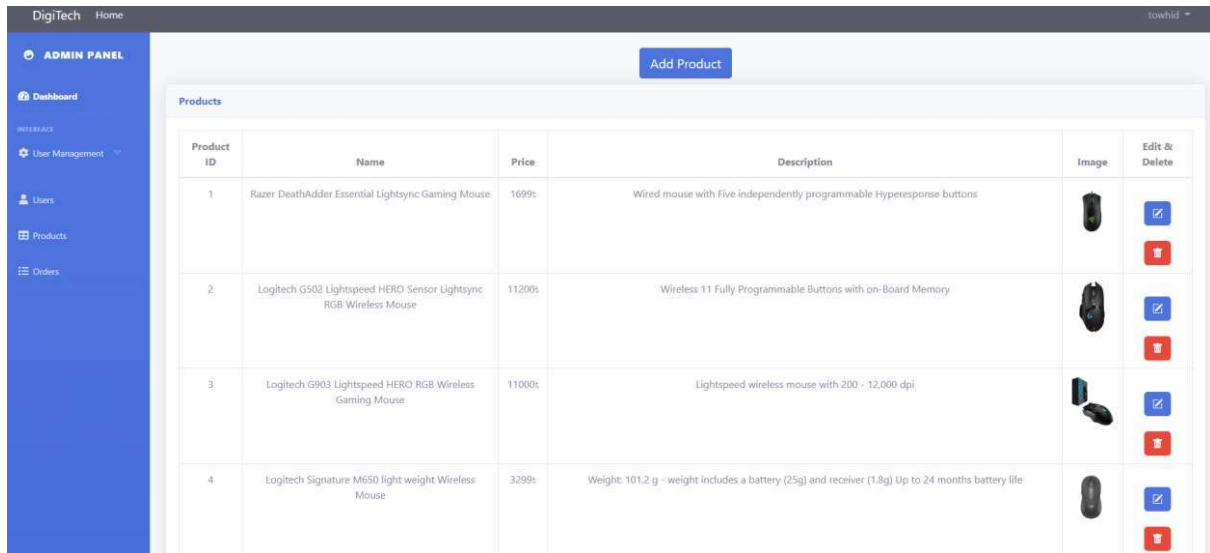 DigiTech Home towhid
ADMIN PANEL
Add Product
Dashboard
Products
INTERFACE
User Management
Users
Products
Orders
Product ID Name Price Description Image Edit & Delete
1 Razer DeathAdder Essential Lightsync Gaming Mouse 1699৳ Wired mouse with Five independently programmable Hyperesponse buttons
2 Logitech G502 Lightspeed HERO Sensor Lightsync 11200৳ Wireless 11 Fully Programmable Buttons with on-Board Memory
RGB Wireless Mouse
3 Logitech G903 Lightspeed HERO RGB Wireless 11000৳ Lightspeed wireless mouse with 200 - 12,000 dpi
Gaming Mouse
4 Logitech Signature M650 light weight Wireless 3299৳ Weight: 101.2 g - weight includes a battery (25g) and receiver (1.8g) Up to 24 months battery life
Mouse